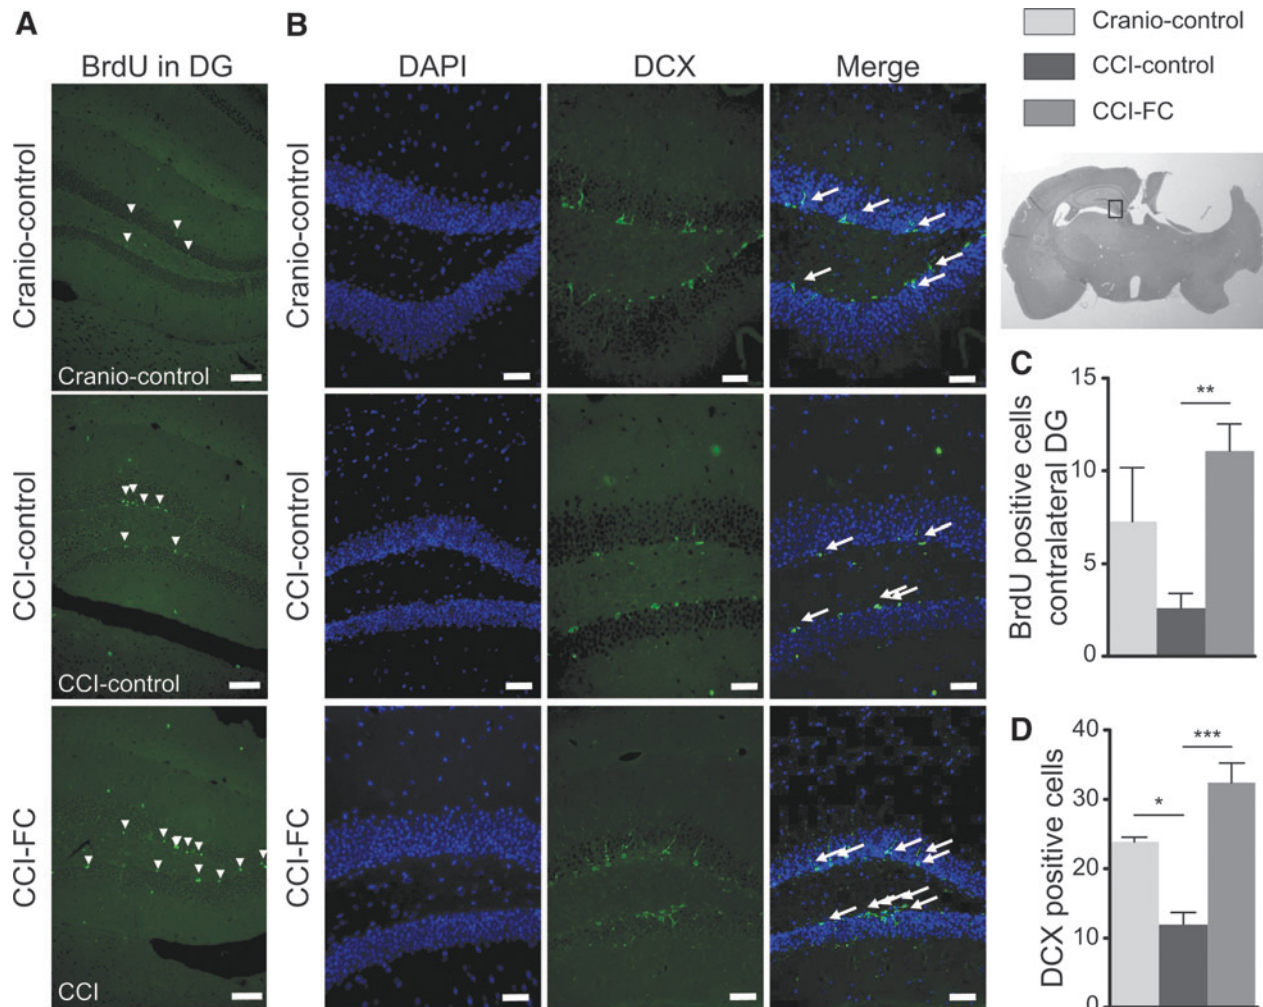 A
B
BrdU in DG
DAPI
DCX
Merge
Cranio-control
CCI-control
CCI-FC
Cranio-control
Cranio-control
Cranio-control
CCI-control
CCI-control
CCI-control
CCI-FC
CCI-FC
CCI
C
BrdU positive cells
contralateral DG
15
10
5
0
**
D
DCX positive cells
40
30
20
10
0
*
***